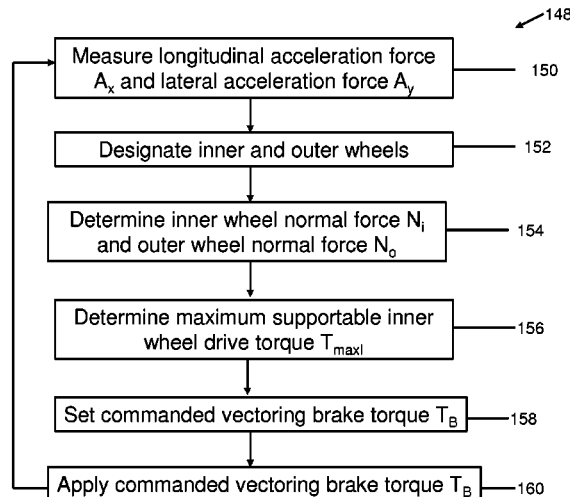 148
Measure longitudinal acceleration force
Ax and lateral acceleration force Ay
150
Designate inner and outer wheels
152
Determine inner wheel normal force Ni
and outer wheel normal force No
154
Determine maximum supportable inner
wheel drive torque TmaxI
156
Set commanded vectoring brake torque TB
158
Apply commanded vectoring brake torque TB
160